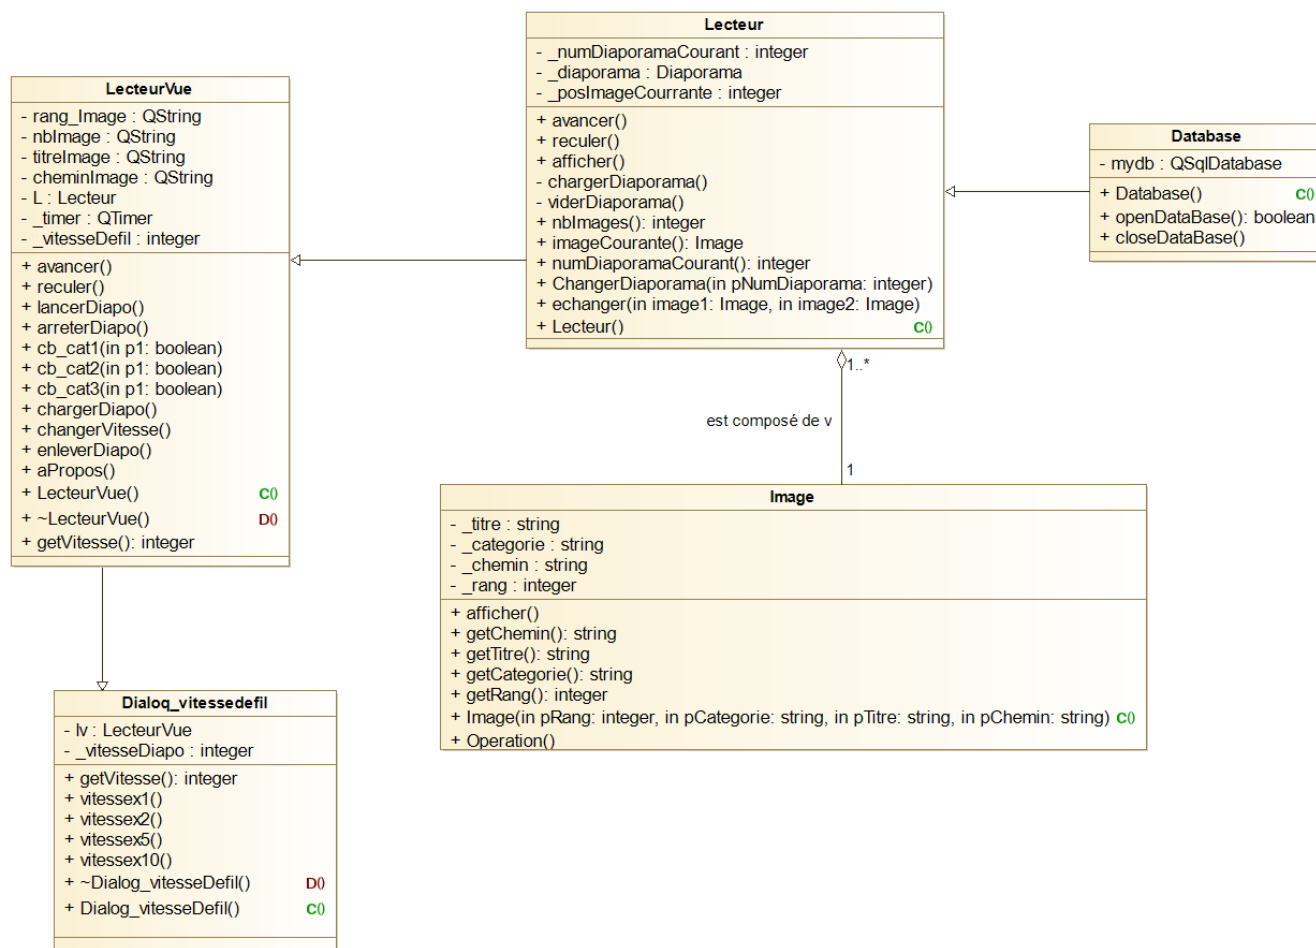 LecteurVue
- rang_Image : QString
- nbImage : QString
- titreImage : QString
- cheminImage : QString
- L : Lecteur
- _timer : QTimer
- _vitesseDefil : integer
+ avancer()
+ reculer()
+ lancerDiapo()
+ arreterDiapo()
+ cb_cat1(in p1: boolean)
+ cb_cat2(in p1: boolean)
+ cb_cat3(in p1: boolean)
+ chargerDiapo()
+ changerVitesse()
+ enleverDiapo()
+ aPropos()
+ LecteurVue() C()
+ ~LecteurVue() D()
+ getVitesse(): integer
Lecteur
- _numDiaporamaCourant : integer
- _diaporama : Diaporama
- _posImageCourrante : integer
+ avancer()
+ reculer()
+ afficher()
- chargerDiaporama()
- viderDiaporama()
+ nbImages(): integer
+ imageCourante(): Image
+ numDiaporamaCourant(): integer
+ ChangerDiaporama(in pNumDiaporama: integer)
+ echanger(in image1: Image, in image2: Image)
+ Lecteur() C()
Database
- mydb : QSqlDatabase
+ Database() C()
+ openDataBase(): boolean
+ closeDataBase()
1..*
est composé de v
1
Image
- _titre : string
- _categorie : string
- _chemin : string
- _rang : integer
+ afficher()
+ getChemin(): string
+ getTitre(): string
+ getCategorie(): string
+ getRang(): integer
+ Image(in pRang: integer, in pCategorie: string, in pTitre: string, in pChemin: string) C()
+ Operation()
Dialoq_vitessedefil
- lv : LecteurVue
- _vitesseDiapo : integer
+ getVitesse(): integer
+ vitessex1()
+ vitessex2()
+ vitessex5()
+ vitessex10()
+ ~Dialog_vitesseDefil() D()
+ Dialog_vitesseDefil() C()